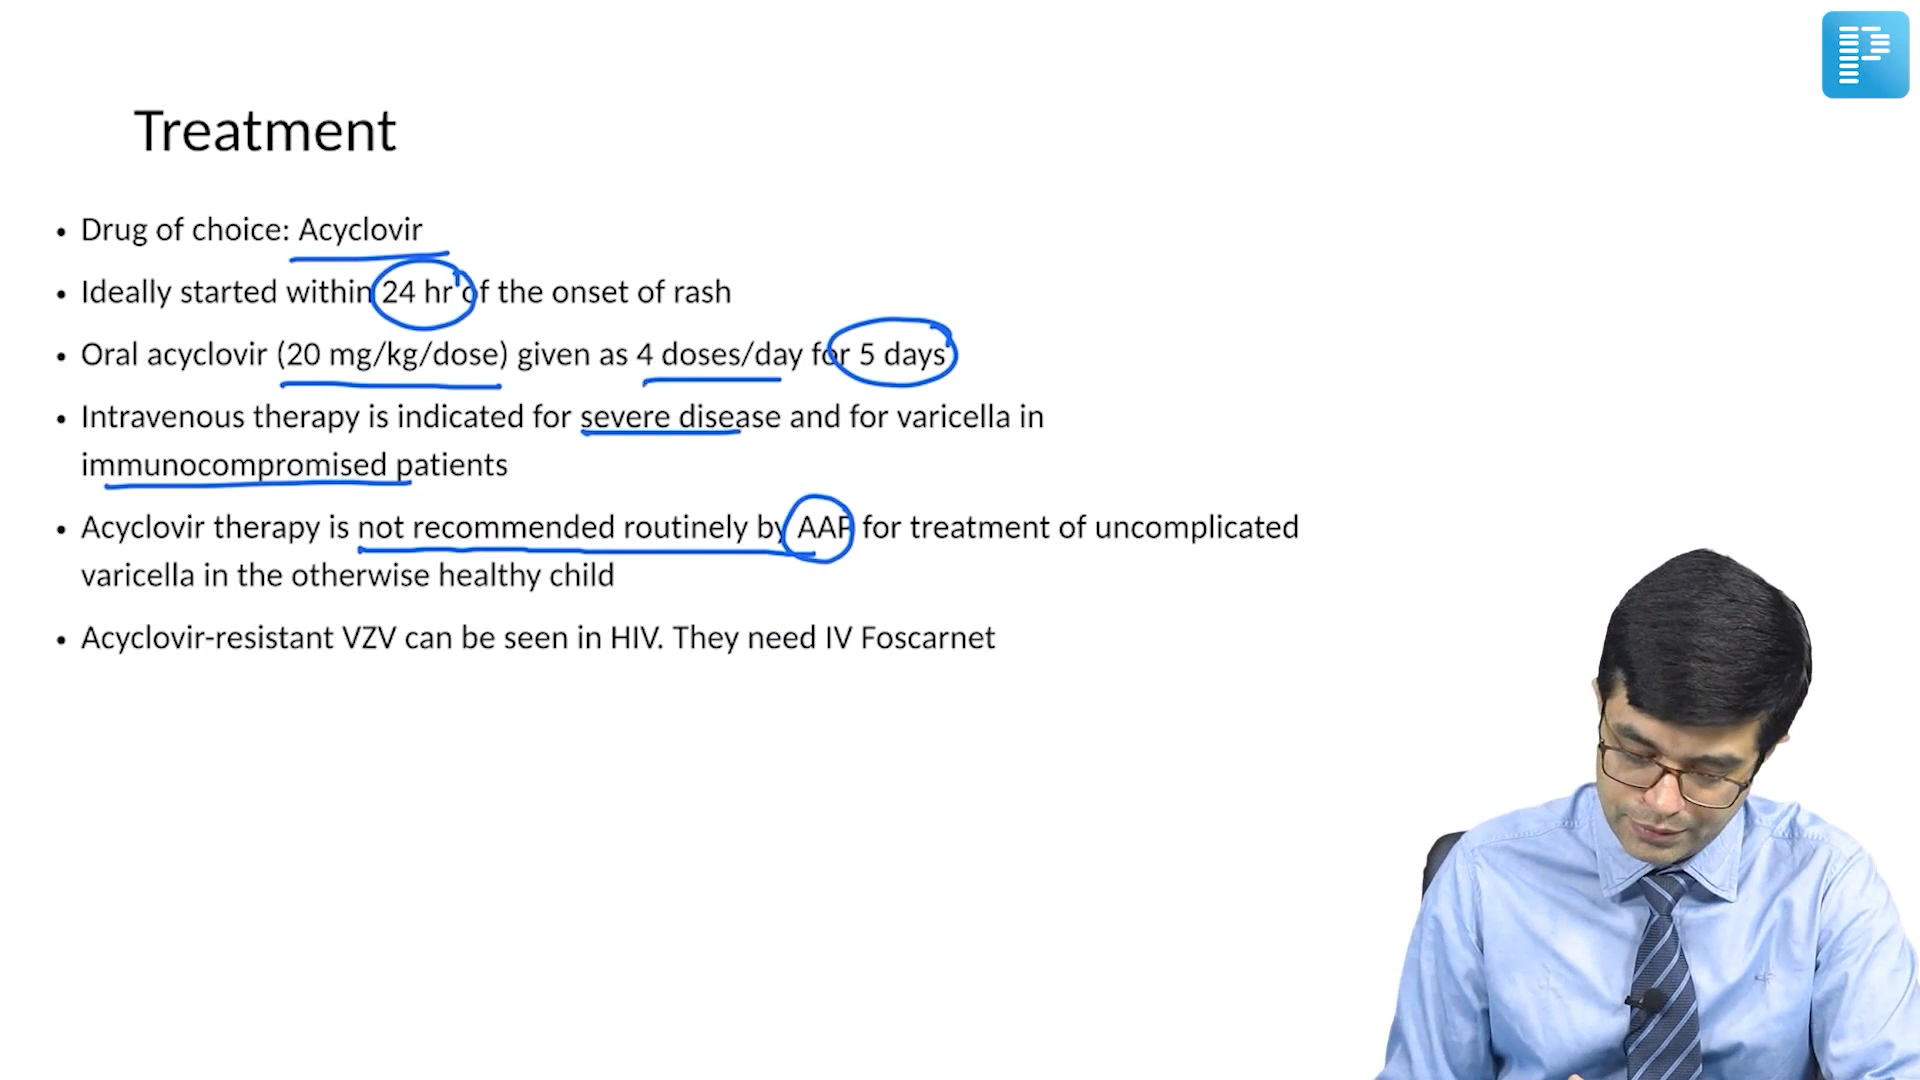 Treatment
• Drug of choice: Acyclovir
• Ideally started within 24 hr of the onset of rash
• Oral acyclovir (20 mg/kg/dose) given as 4 doses/day for 5 days
• Intravenous therapy is indicated for severe disease and for varicella in
immunocompromised patients
• Acyclovir therapy is not recommended routinely by AAP for treatment of uncomplicated
varicella in the otherwise healthy child
• Acyclovir-resistant VZV can be seen in HIV. They need IV Foscarnet